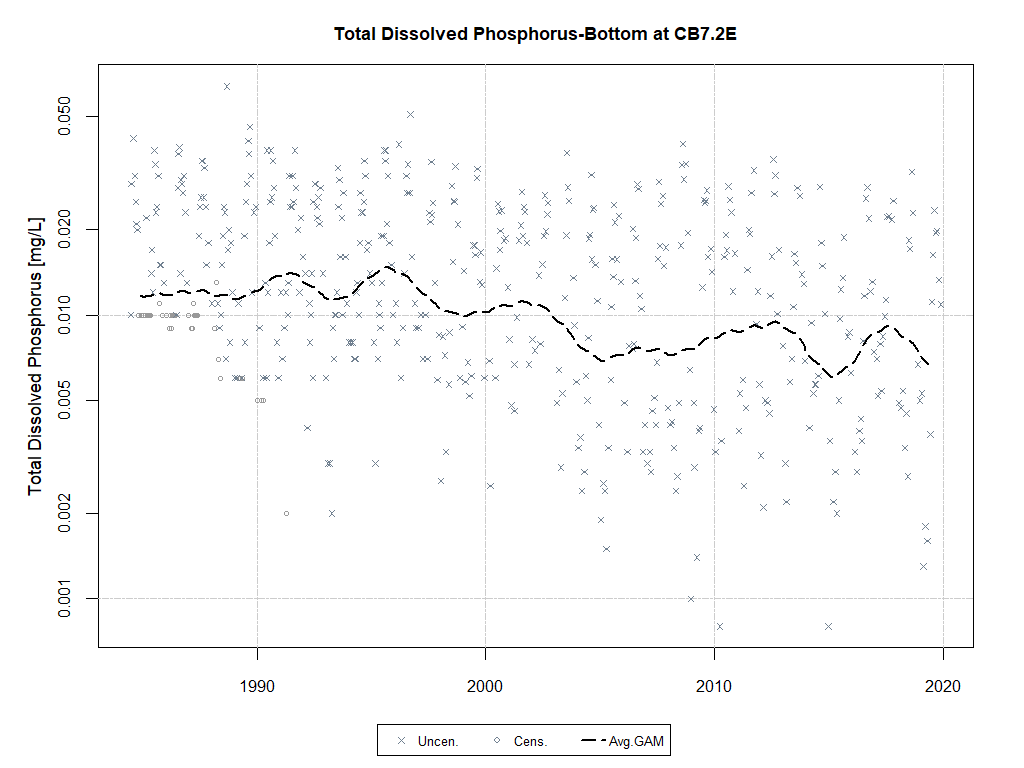 Total Dissolved Phosphorus-Bottom at CB7.2E
Total Dissolved Phosphorus [mg/L]
0.050
0.020
0.010
0.005
0.002
0.001
1990 2000 2010 2020
Uncen. Cens. Avg.GAM